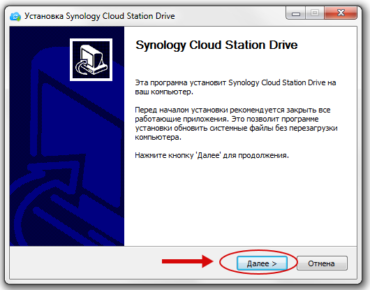 Установка Synology Cloud Station Drive
Synology Cloud Station Drive
Эта программа установит Synology Cloud Station Drive на
ваш компьютер.
Перед началом установки рекомендуется закрыть все
работающие приложения. Это позволит программе
установки обновить системные файлы без перезагрузки
компьютера.
Нажмите кнопку 'Далее' для продолжения.
Далее >
Отмена